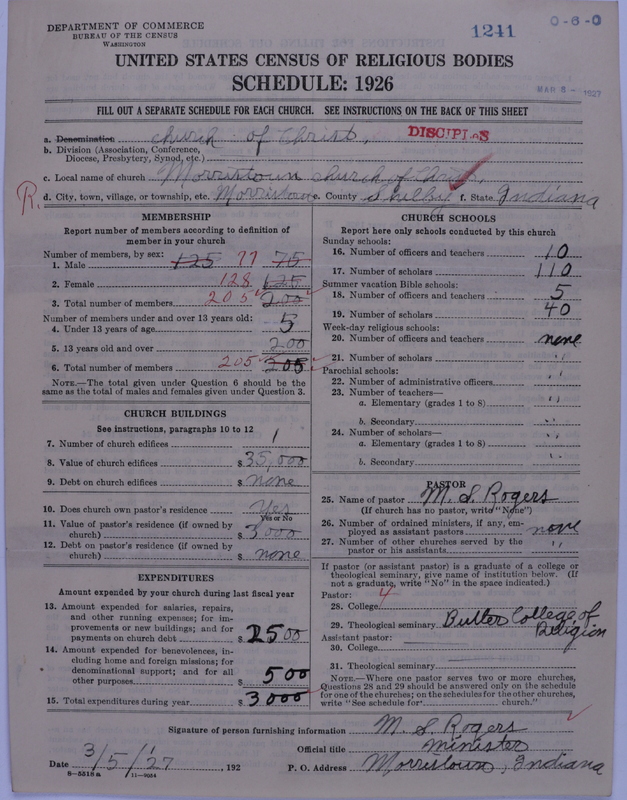 DEPARTMENT OF COMMERCE
BUREAU OF THE CENSUS
WASHINGTON
1241
0-6-0
MAR 8 - 1927
UNITED STATES CENSUS OF RELIGIOUS BODIES
SCHEDULE: 1926
FILL OUT A SEPARATE SCHEDULE FOR EACH CHURCH. SEE INSTRUCTIONS ON THE BACK OF THIS SHEET
a. Denomination church of Christ, DISCIPLES
b. Division (Association, Conference,
Diocese, Presbytery, Synod, etc.)
c. Local name of church Morristown church of Christ,
R. d. City, town, village, or township, etc. Morristown e. County Shelby f. State Indiana
MEMBERSHIP
Report number of members according to definition of
member in your church
Number of members, by sex:
1. Male 125 77 75
2. Female 128 125
3. Total number of members 205 200
Number of members under and over 13 years old:
4. Under 13 years of age 5
5. 13 years old and over 200
6. Total number of members 205 205
NOTE.—The total given under Question 6 should be the
same as the total of males and females given under Question 3.
CHURCH BUILDINGS
See instructions, paragraphs 10 to 12
7. Number of church edifices 1
8. Value of church edifices $ 35,000
9. Debt on church edifices $ none
10. Does church own pastor's residence Yes
Yes or No
11. Value of pastor's residence (if owned by
church) $ 3000
12. Debt on pastor's residence (if owned by
church) $ none
EXPENDITURES
Amount expended by your church during last fiscal year
13. Amount expended for salaries, repairs,
and other running expenses; for im-
provements or new buildings; and for
payments on church debt $ 2500
14. Amount expended for benevolences, in-
cluding home and foreign missions; for
denominational support; and for all
other purposes $ 500
15. Total expenditures during year $ 3000
CHURCH SCHOOLS
Report here only schools conducted by this church
Sunday schools:
16. Number of officers and teachers 10
17. Number of scholars 110
Summer vacation Bible schools:
18. Number of officers and teachers 5
19. Number of scholars 40
Week-day religious schools:
20. Number of officers and teachers none
21. Number of scholars "
Parochial schools:
22. Number of administrative officers "
23. Number of teachers—
a. Elementary (grades 1 to 8) "
b. Secondary "
24. Number of scholars—
a. Elementary (grades 1 to 8) "
b. Secondary "
PASTOR
25. Name of pastor M. S. Rogers
(If church has no pastor, write "None")
26. Number of ordained ministers, if any, em-
ployed as assistant pastors none
27. Number of other churches served by the
pastor or his assistants "
If pastor (or assistant pastor) is a graduate of a college or
theological seminary, give name of institution below. (If
not a graduate, write "No" in the space indicated.)
Pastor:
28. College 4
29. Theological seminary Butler College of
Religion
Assistant pastor:
30. College
31. Theological seminary
NOTE.—Where one pastor serves two or more churches,
Questions 28 and 29 should be answered only on the schedule
for one of the churches; on the schedules for the other churches,
write "See schedule for church."
Signature of person furnishing information M. S. Rogers
Official title minister
Date 3/5/27, 192 P. O. Address Morristown, Indiana
8-5518a 11-9054